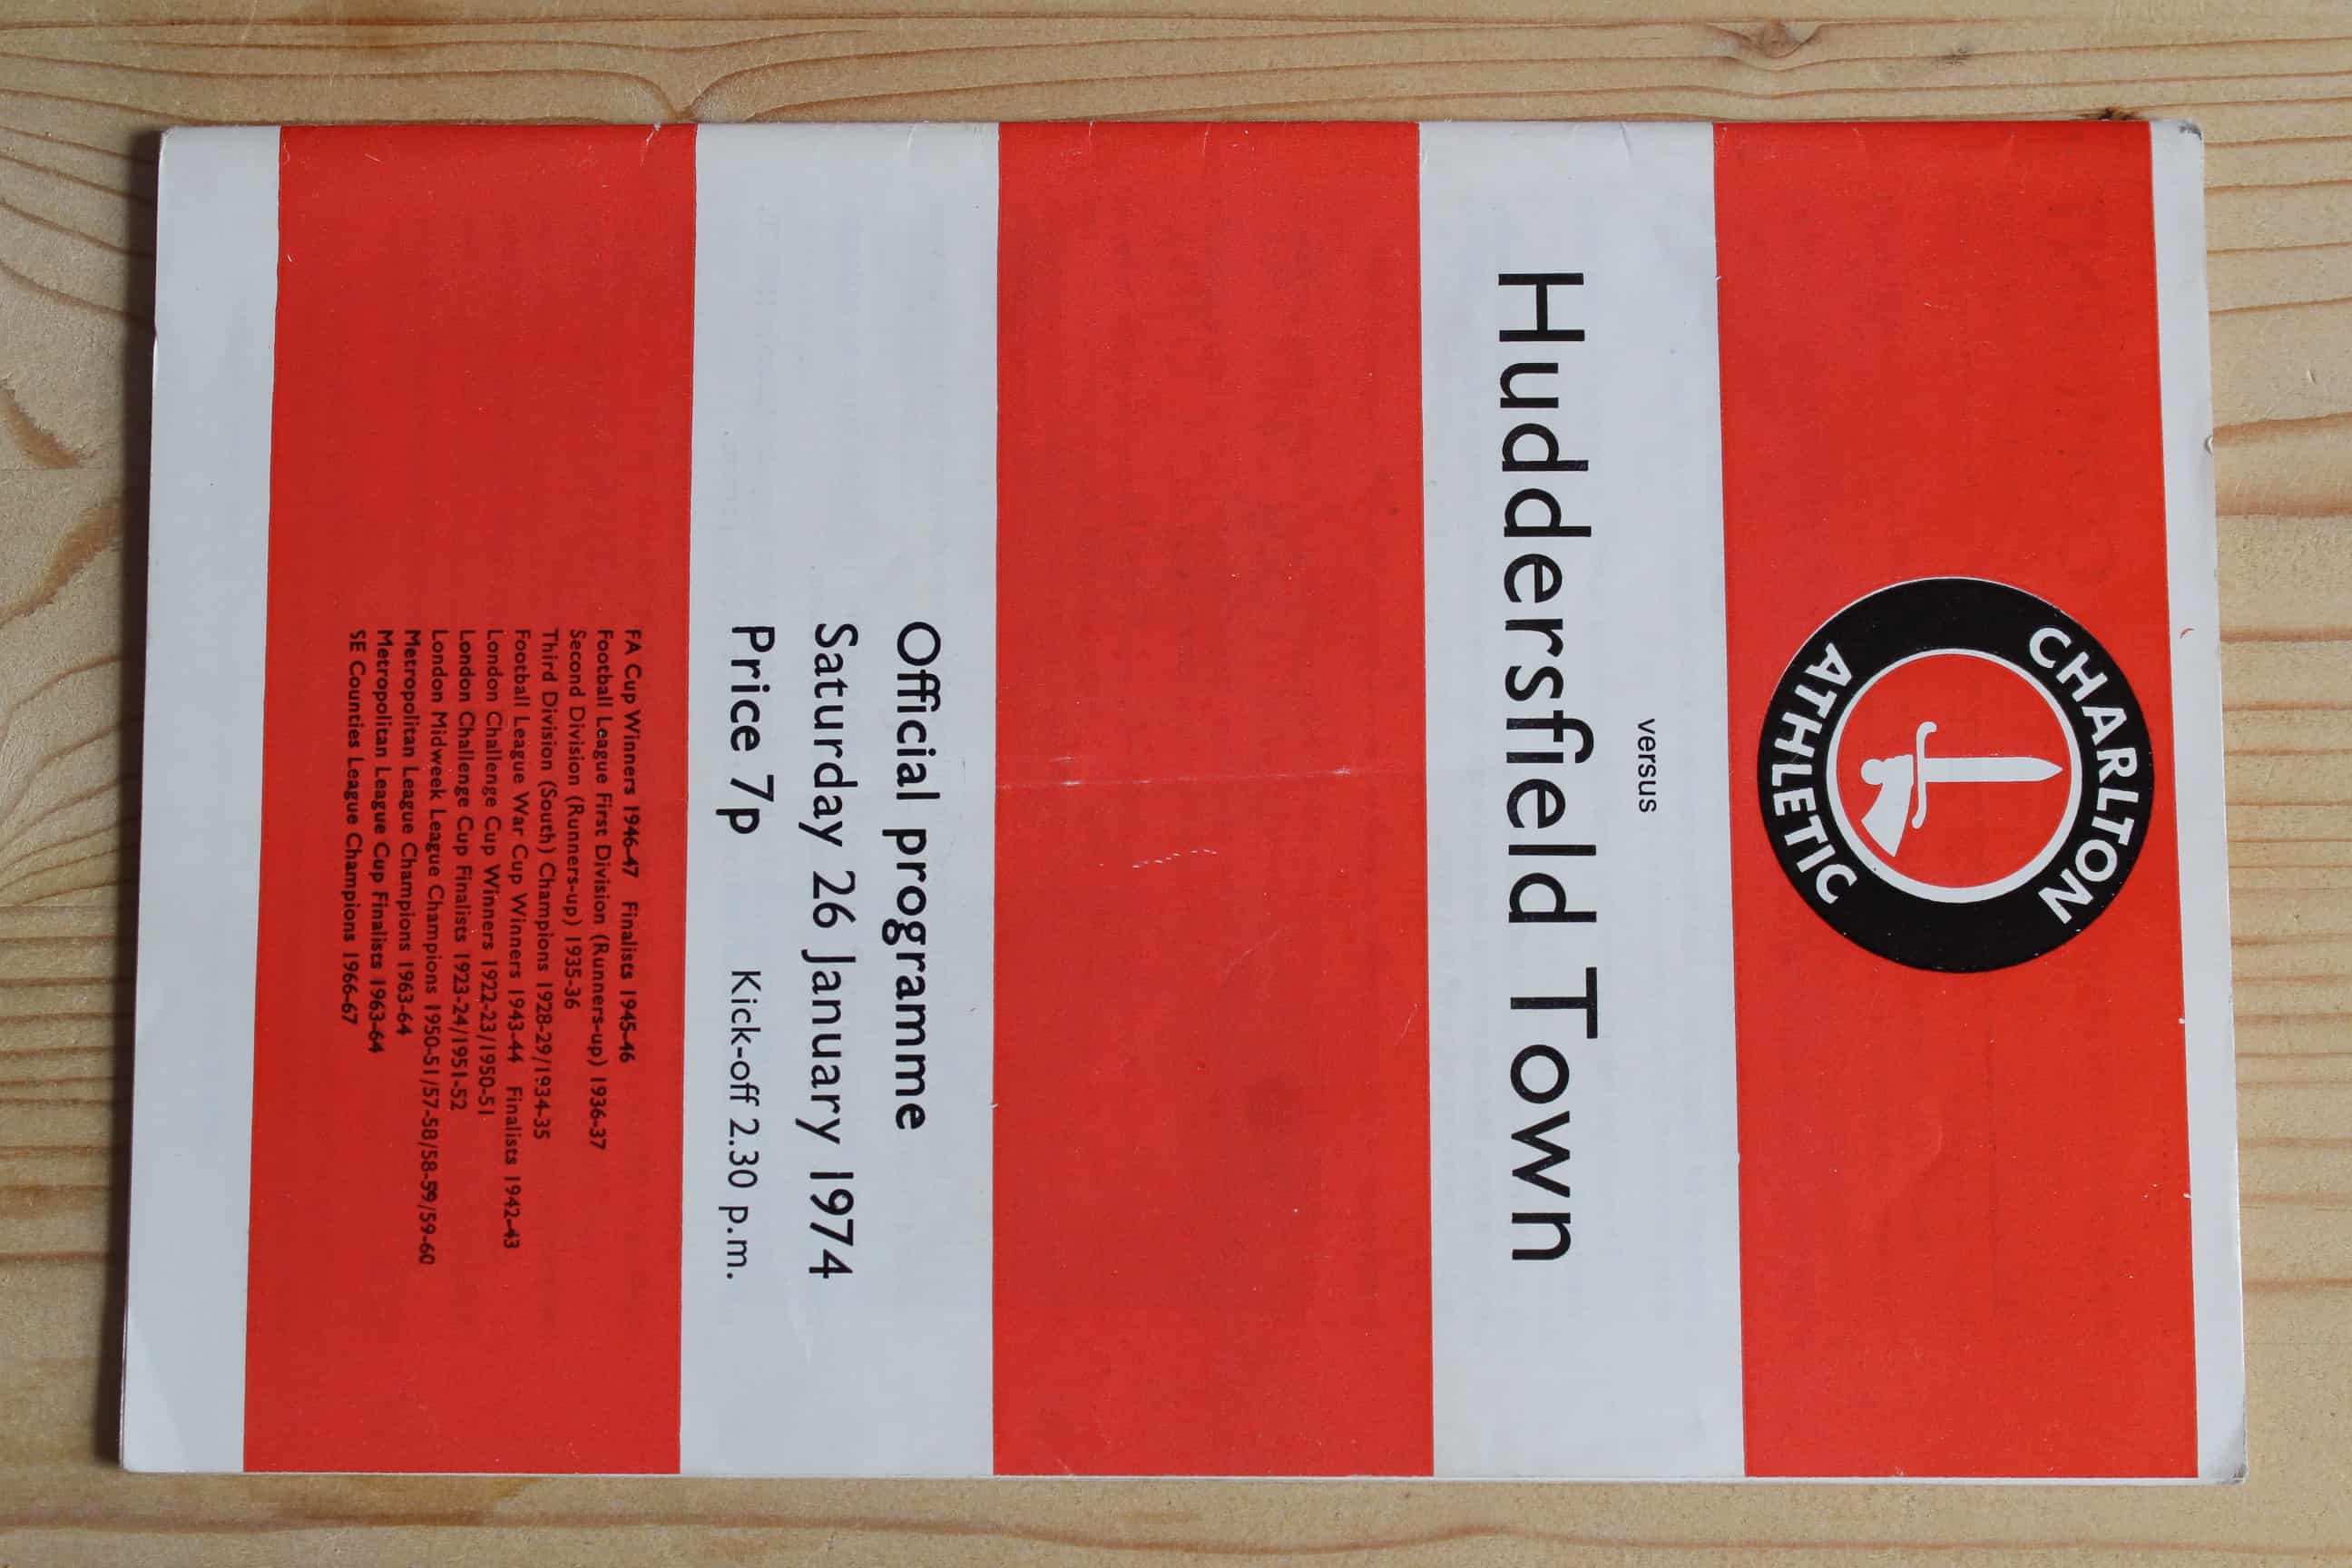 CHARLTON
ATHLETIC
versus
Huddersfield Town
Official programme
Saturday 26 January 1974
Price 7p Kick-off 2.30 p.m.
FA Cup Winners 1946-47 Finalists 1945-46
Football League First Division (Runners-up) 1936-37
Second Division (Runners-up) 1935-36
Third Division (South) Champions 1928-29/1934-35
Football League War Cup Winners 1943-44 Finalists 1942-43
London Challenge Cup Winners 1922-23/1950-51
London Challenge Cup Finalists 1923-24/1951-52
London Midweek League Champions 1950-51/57-58/58-59/59-60
Metropolitan League Champions 1963-64
Metropolitan League Cup Finalists 1963-64
SE Counties League Champions 1966-67